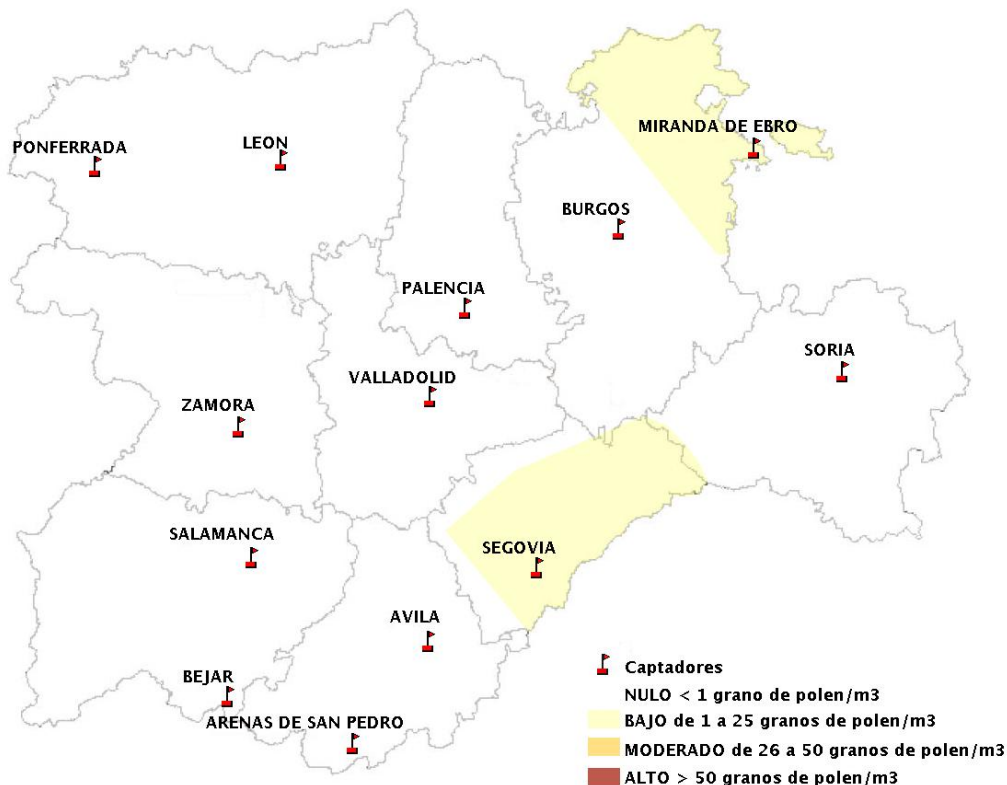 MIRANDA DE EBRO
PONFERRADA
LEON
BURGOS
PALENCIA
SORIA
VALLADOLID
ZAMORA
SALAMANCA
SEGOVIA
AVILA
BEJAR
ARENAS DE SAN PEDRO
Captadores
NULO < 1 grano de polen/m3
BAJO de 1 a 25 granos de polen/m3
MODERADO de 26 a 50 granos de polen/m3
ALTO > 50 granos de polen/m3